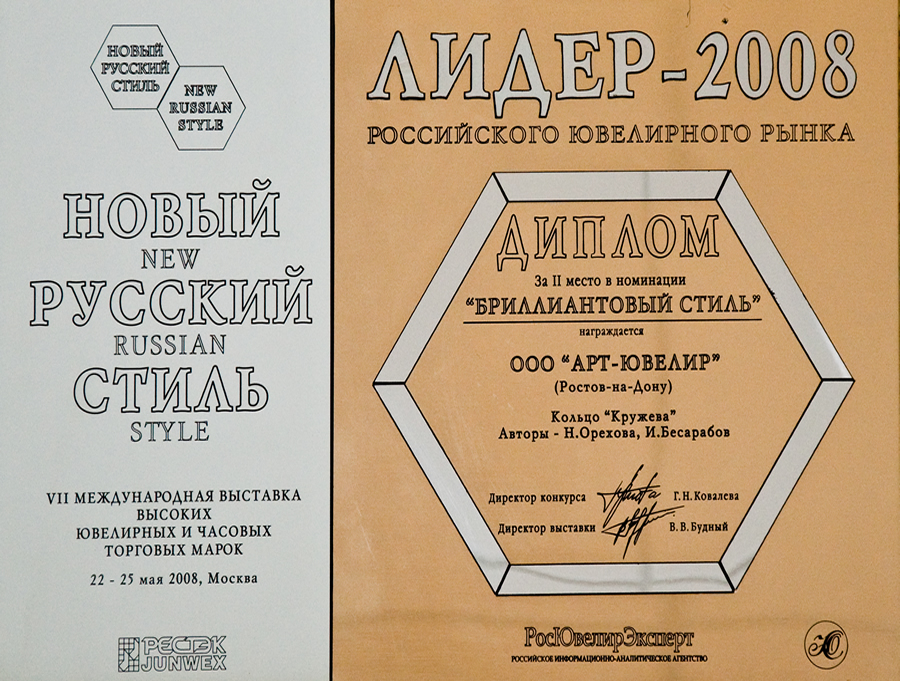 НОВЫЙ
РУССКИЙ
СТИЛЬ
NEW
RUSSIAN
STYLE
НОВЫЙ
NEW
РУССКИЙ
RUSSIAN
СТИЛЬ
STYLE
VII МЕЖДУНАРОДНАЯ ВЫСТАВКА
ВЫСОКИХ
ЮВЕЛИРНЫХ И ЧАСОВЫХ
ТОРГОВЫХ МАРОК
22 - 25 мая 2008, Москва
РЕСТЭК
JUNWEX
ЛИДЕР-2008
РОССИЙСКОГО ЮВЕЛИРНОГО РЫНКА
ДИПЛОМ
За II место в номинации
“БРИЛЛИАНТОВЫЙ СТИЛЬ”
награждается
ООО “АРТ-ЮВЕЛИР”
(Ростов-на-Дону)
Кольцо “Кружева”
Авторы - Н.Орехова, И.Бесарабов
Директор конкурса Г.Н.Ковалева
Директор выставки В.В.Будный
РосЮвелирЭксперт
РОССИЙСКОЕ ИНФОРМАЦИОННО-АНАЛИТИЧЕСКОЕ АГЕНТСТВО